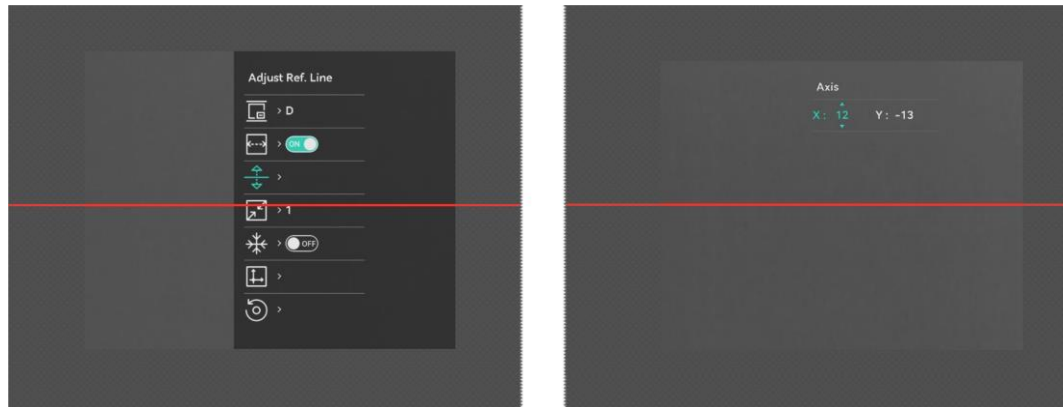 Adjust Ref. Line
> D
> ON
>
> 1
> OFF
>
>
Axis
X : 12 Y : -13